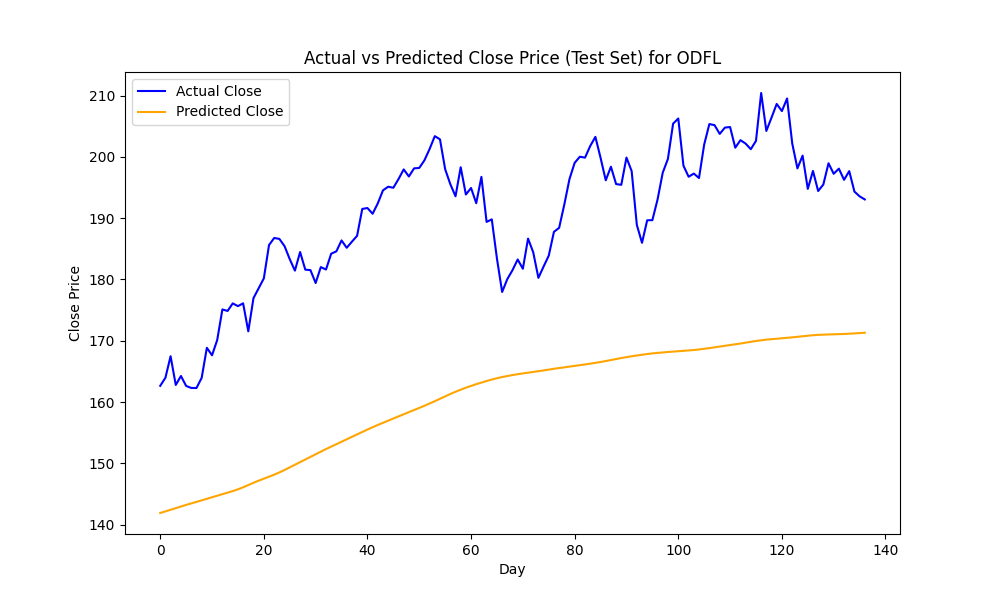 Actual vs Predicted Close Price (Test Set) for ODFL
Actual Close
Predicted Close
210
200
190
180
170
160
150
140
Close Price
0 20 40 60 80 100 120 140
Day